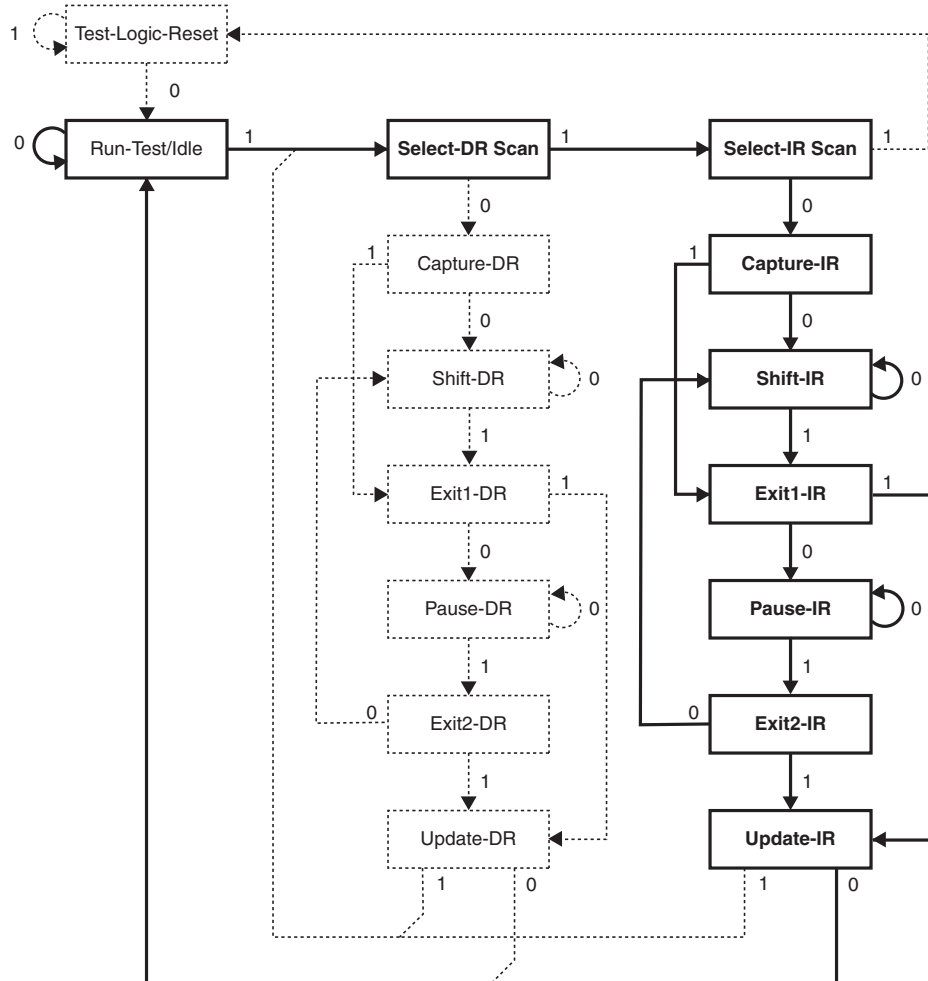 1
Test-Logic-Reset
0
0
Run-Test/Idle
1
Select-DR Scan
1
Select-IR Scan
1
0
0
1
Capture-DR
1
Capture-IR
0
0
Shift-DR
0
Shift-IR
0
1
1
Exit1-DR
1
Exit1-IR
1
0
0
Pause-DR
0
Pause-IR
0
1
1
0
Exit2-DR
0
Exit2-IR
1
1
Update-DR
Update-IR
1
0
1
0